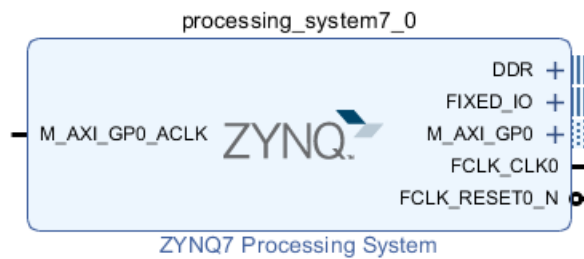 processing_system7_0
DDR
FIXED_IO
M_AXI_GP0_ACLK
ZYNQ
M_AXI_GP0
FCLK_CLK0
FCLK_RESET0_N
ZYNQ7 Processing System